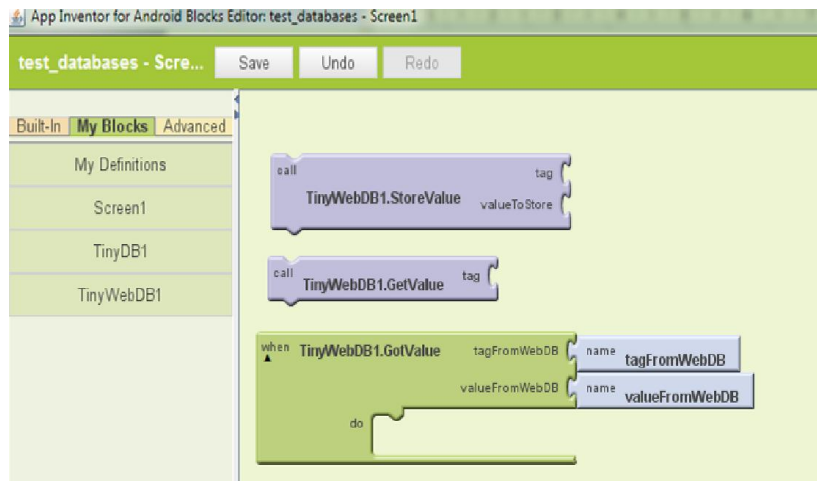 App Inventor for Android Blocks Editor: test_databases - Screen1
test_databases - Scre... Save Undo Redo
Built-In My Blocks Advanced
My Definitions
Screen1
TinyDB1
TinyWebDB1
call tag
TinyWebDB1.StoreValue valueToStore
call tag
TinyWebDB1.GetValue
when TinyWebDB1.GotValue tagFromWebDB name tagFromWebDB
valueFromWebDB name valueFromWebDB
do